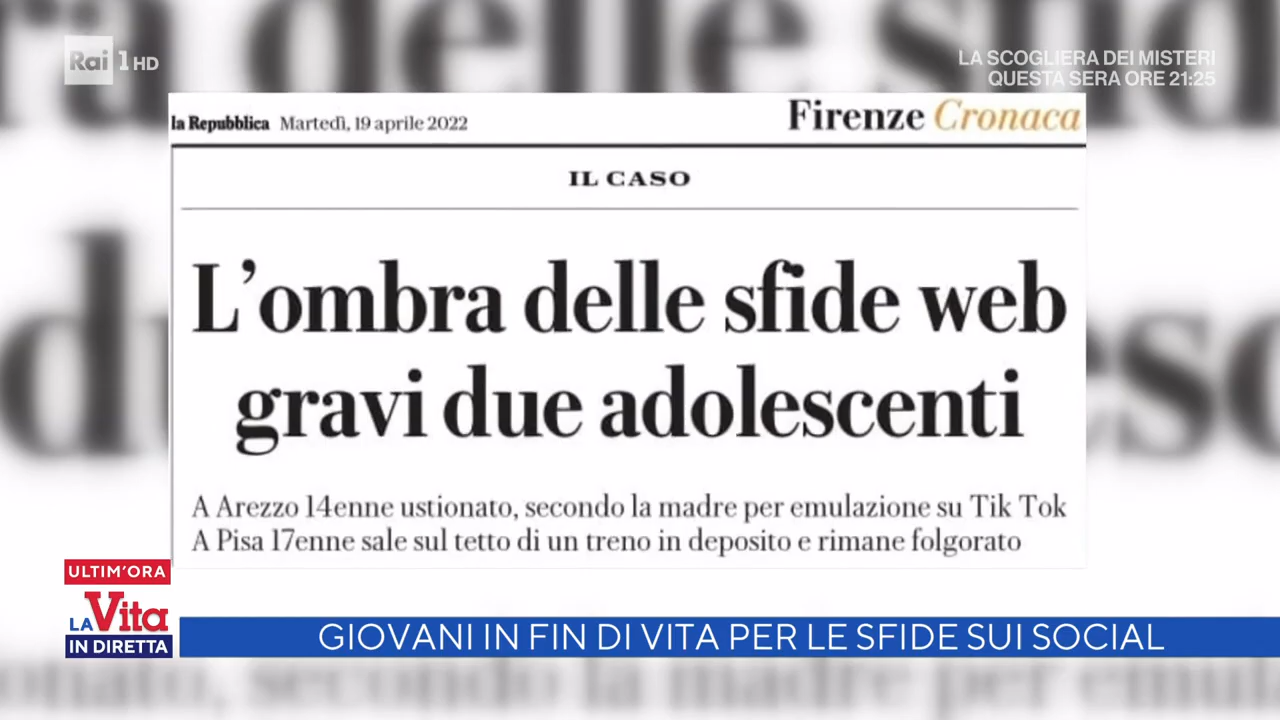 Rai 1 HD
LA SCOGLIERA DEI MISTERI
QUESTA SERA ORE 21:25
la Repubblica Martedì, 19 aprile 2022
Firenze Cronaca
IL CASO
L'ombra delle sfide web
gravi due adolescenti
A Arezzo 14enne ustionato, secondo la madre per emulazione su Tik Tok
A Pisa 17enne sale sul tetto di un treno in deposito e rimane folgorato
ULTIM'ORA
LA Vita
IN DIRETTA
GIOVANI IN FIN DI VITA PER LE SFIDE SUI SOCIAL